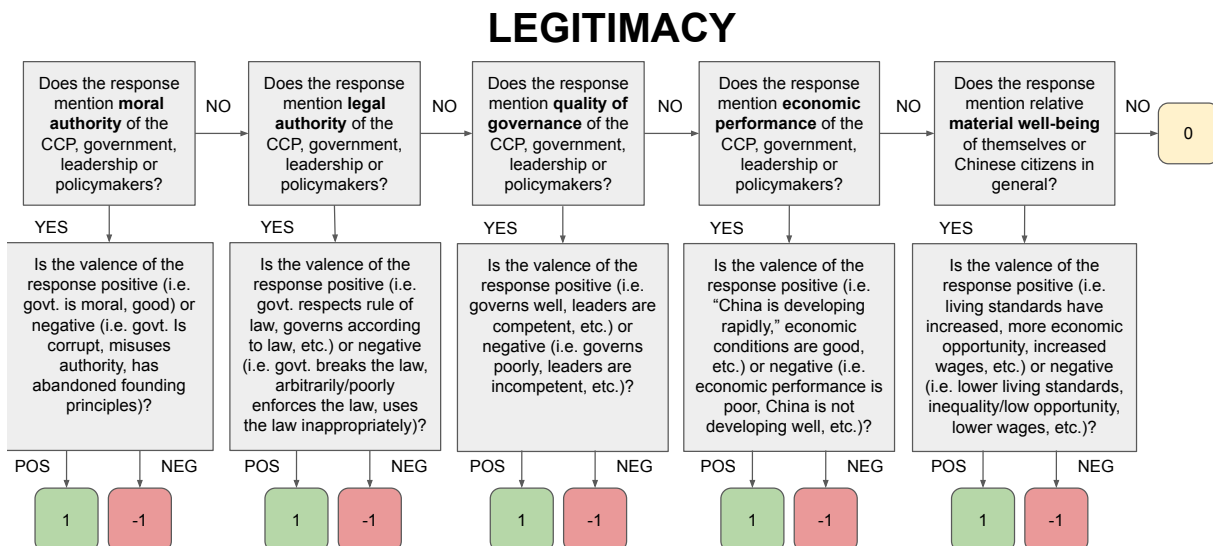 LEGITIMACY
Does the response
mention moral
authority of the
CCP, government,
leadership or
policymakers?
NO
Does the response
mention legal
authority of the
CCP, government,
leadership or
policymakers?
NO
Does the response
mention quality of
governance of the
CCP, government,
leadership or
policymakers?
NO
Does the response
mention economic
performance of the
CCP, government,
leadership or
policymakers?
NO
Does the response
mention relative
material well-being
of themselves or
Chinese citizens in
general?
NO
0
YES
YES
YES
YES
YES
Is the valence of the
response positive (i.e.
govt. is moral, good) or
negative (i.e. govt. Is
corrupt, misuses
authority, has
abandoned founding
principles)?
Is the valence of the
response positive (i.e.
govt. respects rule of
law, governs according
to law, etc.) or negative
(i.e. govt. breaks the law,
arbitrarily/poorly
enforces the law, uses
the law inappropriately)?
Is the valence of the
response positive (i.e.
governs well, leaders are
competent, etc.) or
negative (i.e. governs
poorly, leaders are
incompetent, etc.)?
Is the valence of the
response positive (i.e.
“China is developing
rapidly,” economic
conditions are good,
etc.) or negative (i.e.
economic performance is
poor, China is not
developing well, etc.)?
Is the valence of the
response positive (i.e.
living standards have
increased, more economic
opportunity, increased
wages, etc.) or negative
(i.e. lower living standards,
inequality/low opportunity,
lower wages, etc.)?
POS
NEG
POS
NEG
POS
NEG
POS
NEG
POS
NEG
1
-1
1
-1
1
-1
1
-1
1
-1